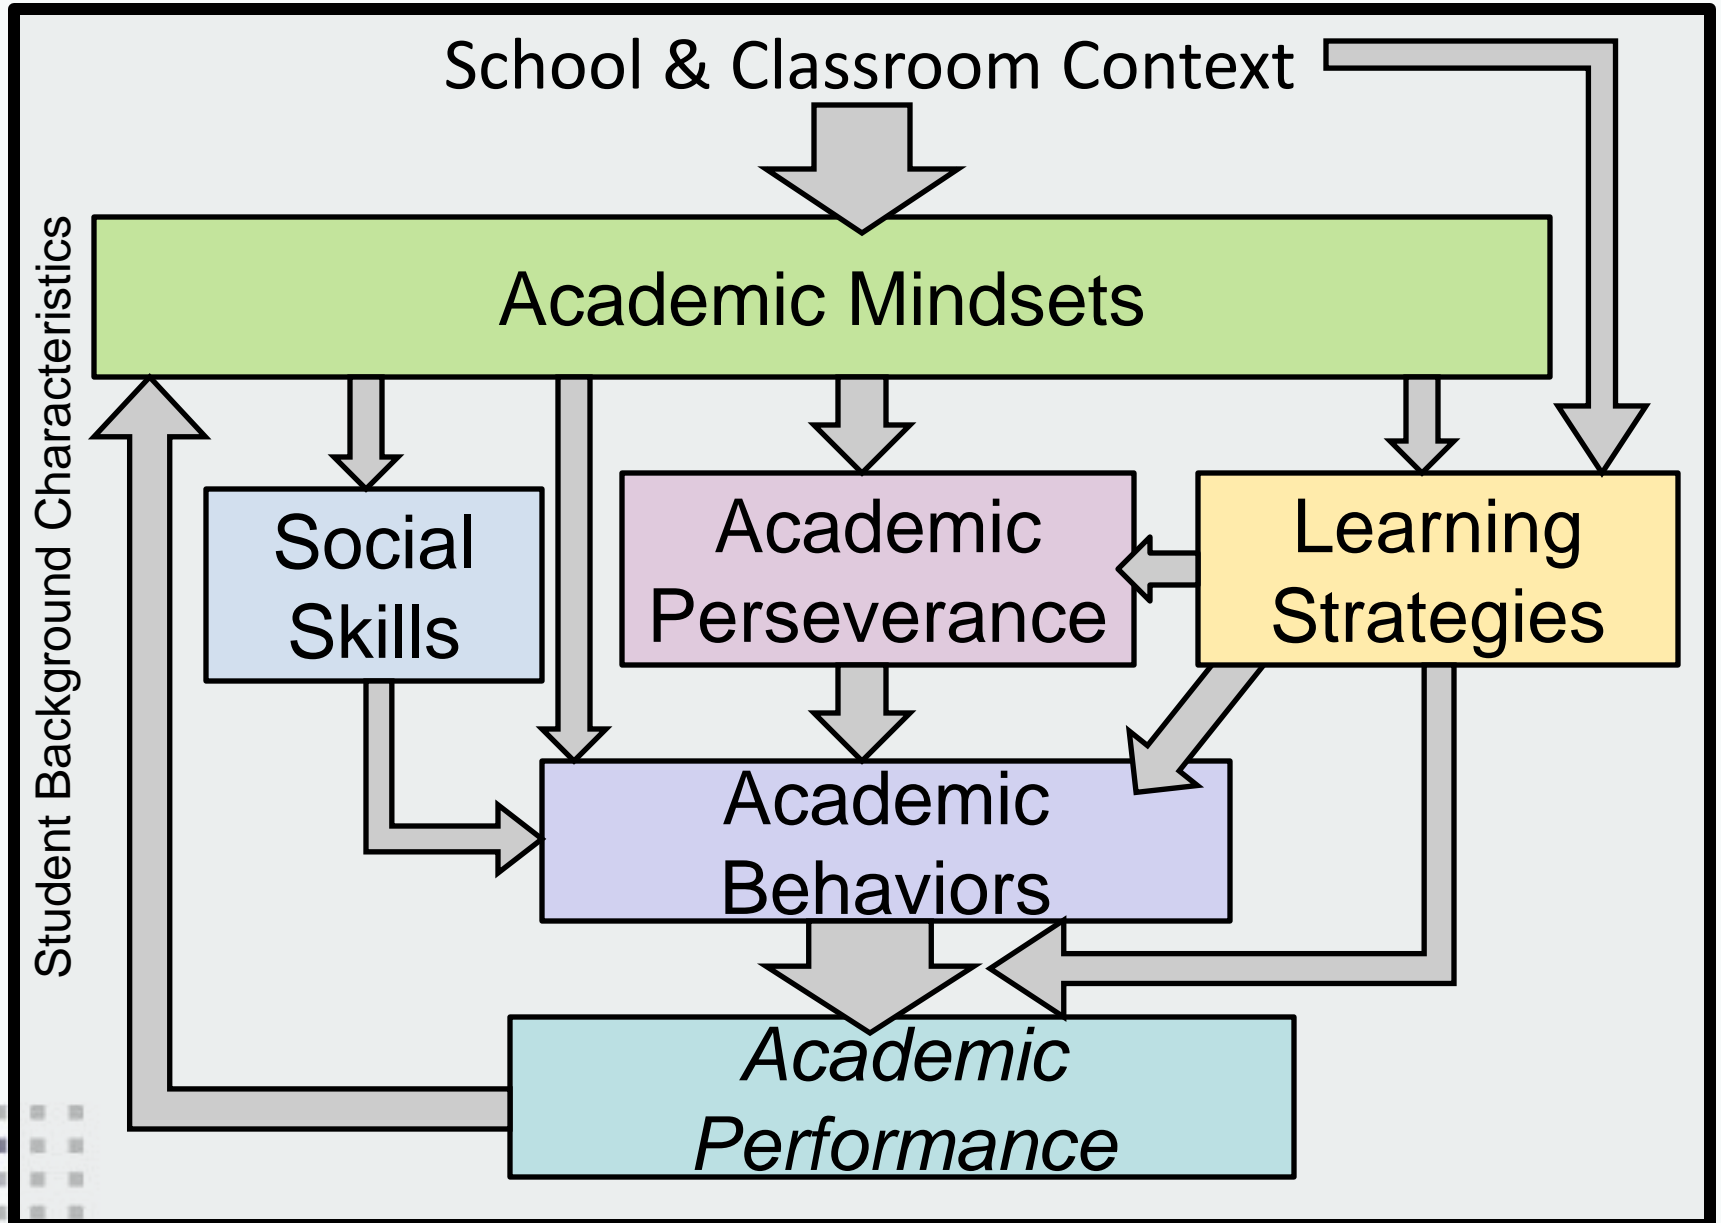 School & Classroom Context
Student Background Characteristics
Academic Mindsets
Social
Skills
Academic
Perseverance
Learning
Strategies
Academic
Behaviors
Academic
Performance